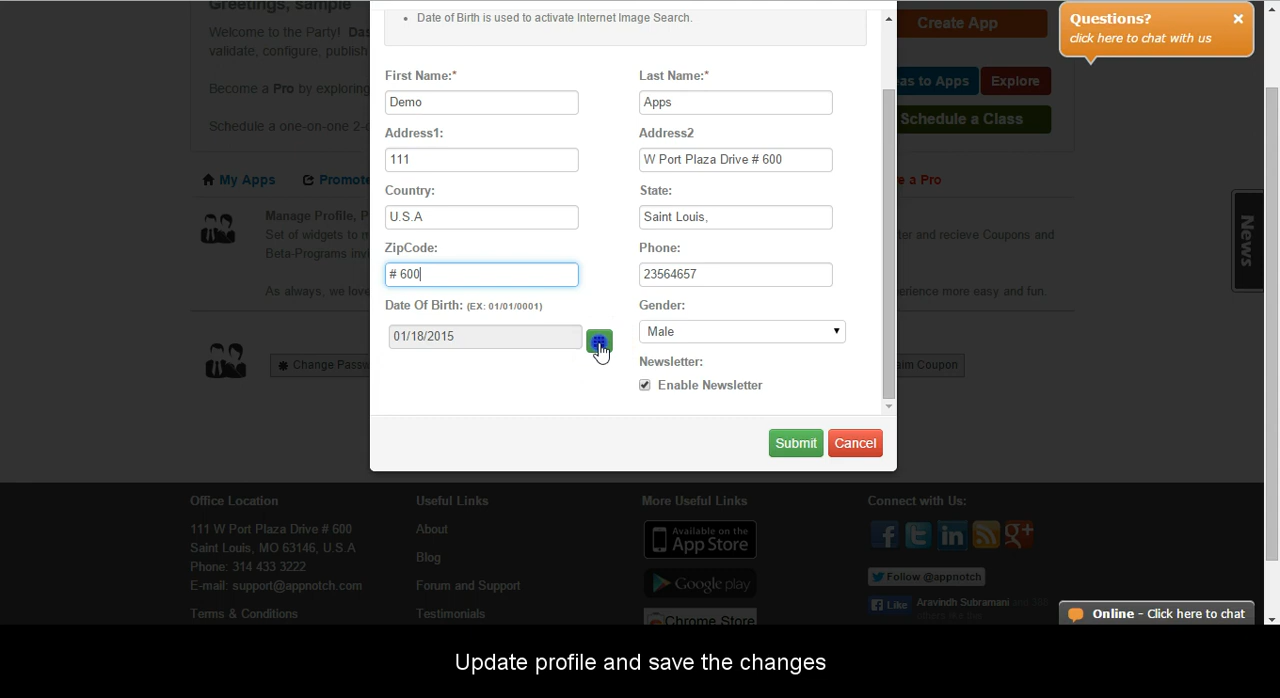 Greetings, sample
Welcome to the Party! Das
validate, configure, publish
Become a Pro by exploring
Schedule a one-on-one 2-
• Date of Birth is used to activate Internet Image Search.
Create App
as to Apps
Explore
Schedule a Class
Questions?
click here to chat with us
First Name:*
Last Name:*
Demo
Apps
Address1:
Address2
111
W Port Plaza Drive # 600
Country:
State:
U.S.A
Saint Louis,
ZipCode:
Phone:
# 600
23564657
Date Of Birth: (EX: 01/01/0001)
Gender:
01/18/2015
Male
Newsletter:
Enable Newsletter
Submit
Cancel
My Apps
Promote
e a Pro
Manage Profile, P
Set of widgets to m
Beta-Programs invi
ter and recieve Coupons and
As always, we love
erience more easy and fun.
Change Passw
aim Coupon
News
Office Location
111 W Port Plaza Drive # 600
Saint Louis, MO 63146, U.S.A
Phone: 314 433 3222
E-mail: support@appnotch.com
Terms & Conditions
Useful Links
About
Blog
Forum and Support
Testimonials
More Useful Links
Available on the
App Store
Google play
Chrome Store
Connect with Us:
Follow @appnotch
Like
Aravindh Subramani
Online - Click here to chat
Update profile and save the changes